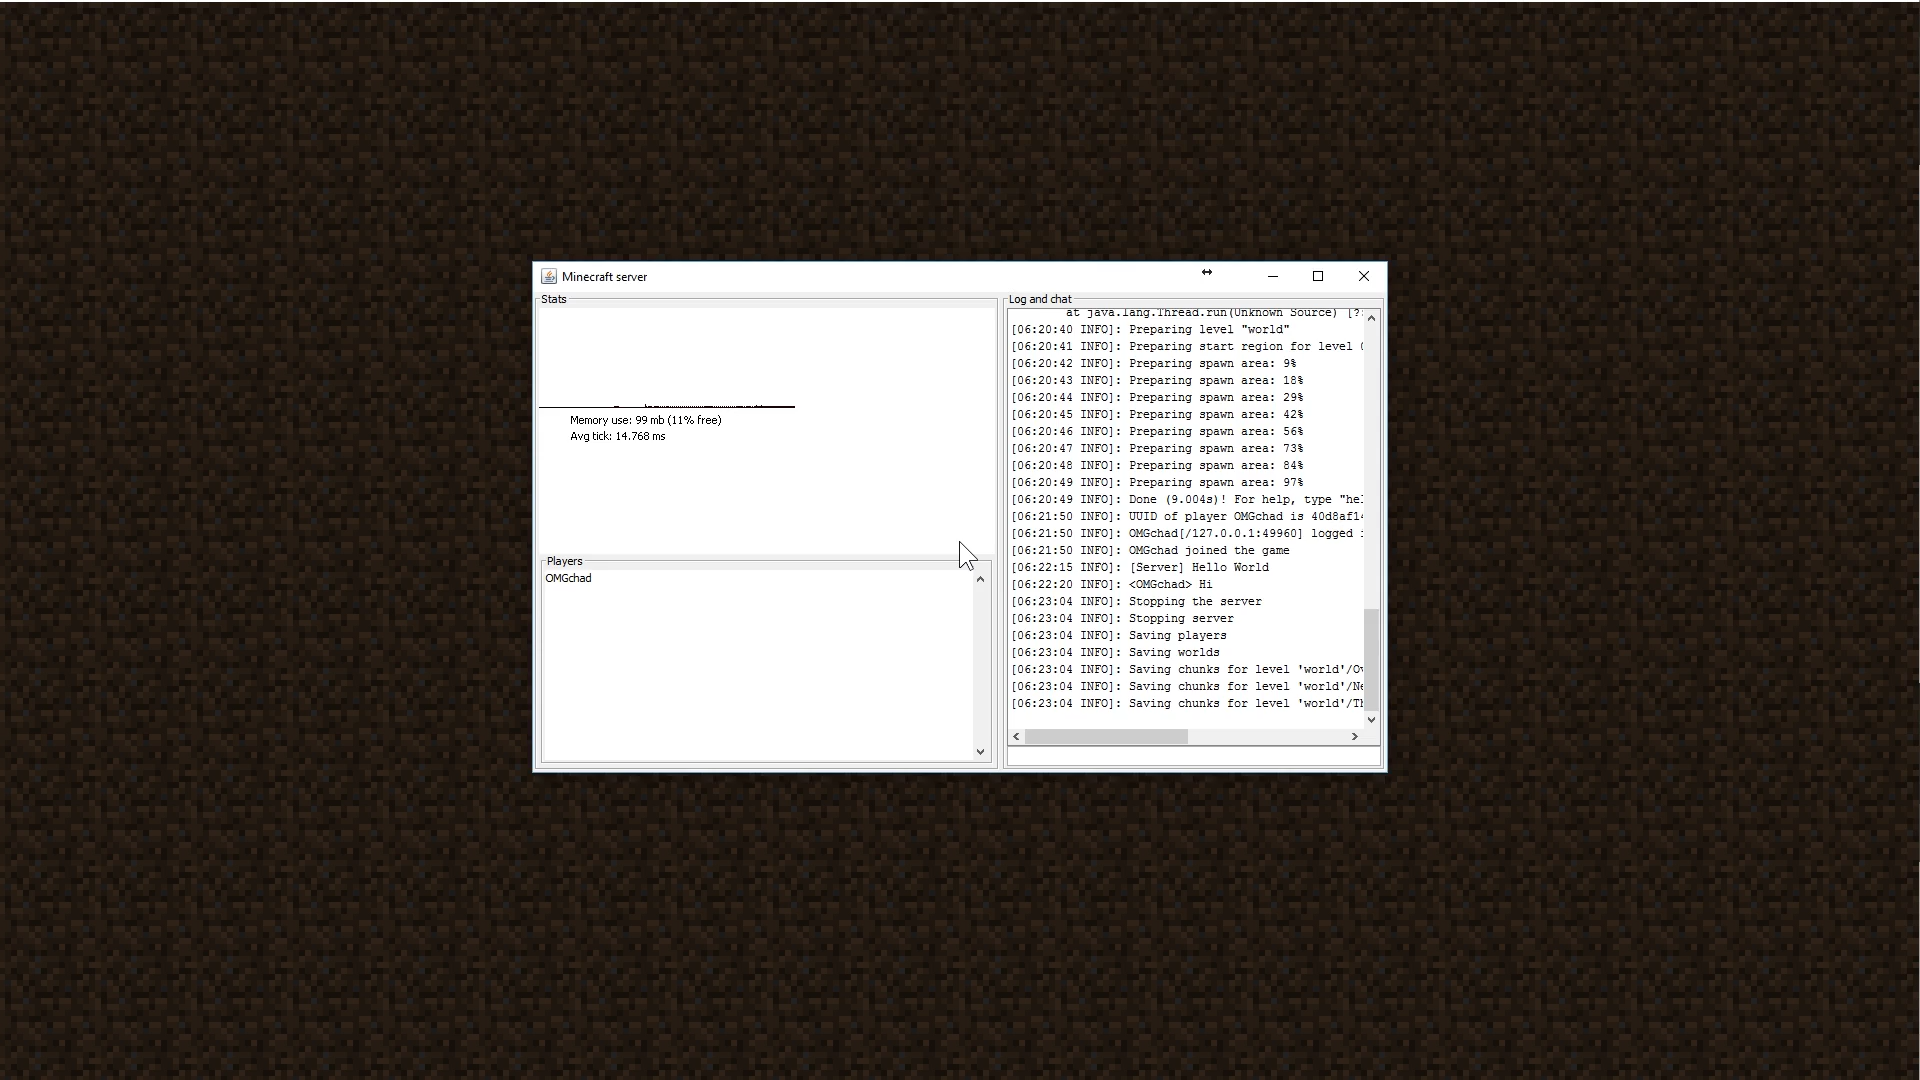 Minecraft server
Stats
Memory use: 99 mb (11% free)
Avg tick: 14.768 ms
Players
OMGchad
Log and chat
at java.lang.Thread.run(Unknown Source) [?:
[06:20:40 INFO]: Preparing level "world"
[06:20:41 INFO]: Preparing start region for level
[06:20:42 INFO]: Preparing spawn area: 9%
[06:20:43 INFO]: Preparing spawn area: 18%
[06:20:44 INFO]: Preparing spawn area: 29%
[06:20:45 INFO]: Preparing spawn area: 42%
[06:20:46 INFO]: Preparing spawn area: 56%
[06:20:47 INFO]: Preparing spawn area: 73%
[06:20:48 INFO]: Preparing spawn area: 84%
[06:20:49 INFO]: Preparing spawn area: 97%
[06:20:49 INFO]: Done (9.004s)! For help, type "hel
[06:21:50 INFO]: UUID of player OMGchad is 40d8af14
[06:21:50 INFO]: OMGchad[/127.0.0.1:49960] logged
[06:21:50 INFO]: OMGchad joined the game
[06:22:15 INFO]: [Server] Hello World
[06:22:20 INFO]: <OMGchad> Hi
[06:23:04 INFO]: Stopping the server
[06:23:04 INFO]: Stopping server
[06:23:04 INFO]: Saving players
[06:23:04 INFO]: Saving worlds
[06:23:04 INFO]: Saving chunks for level 'world'/Ov
[06:23:04 INFO]: Saving chunks for level 'world'/Ne
[06:23:04 INFO]: Saving chunks for level 'world'/Th